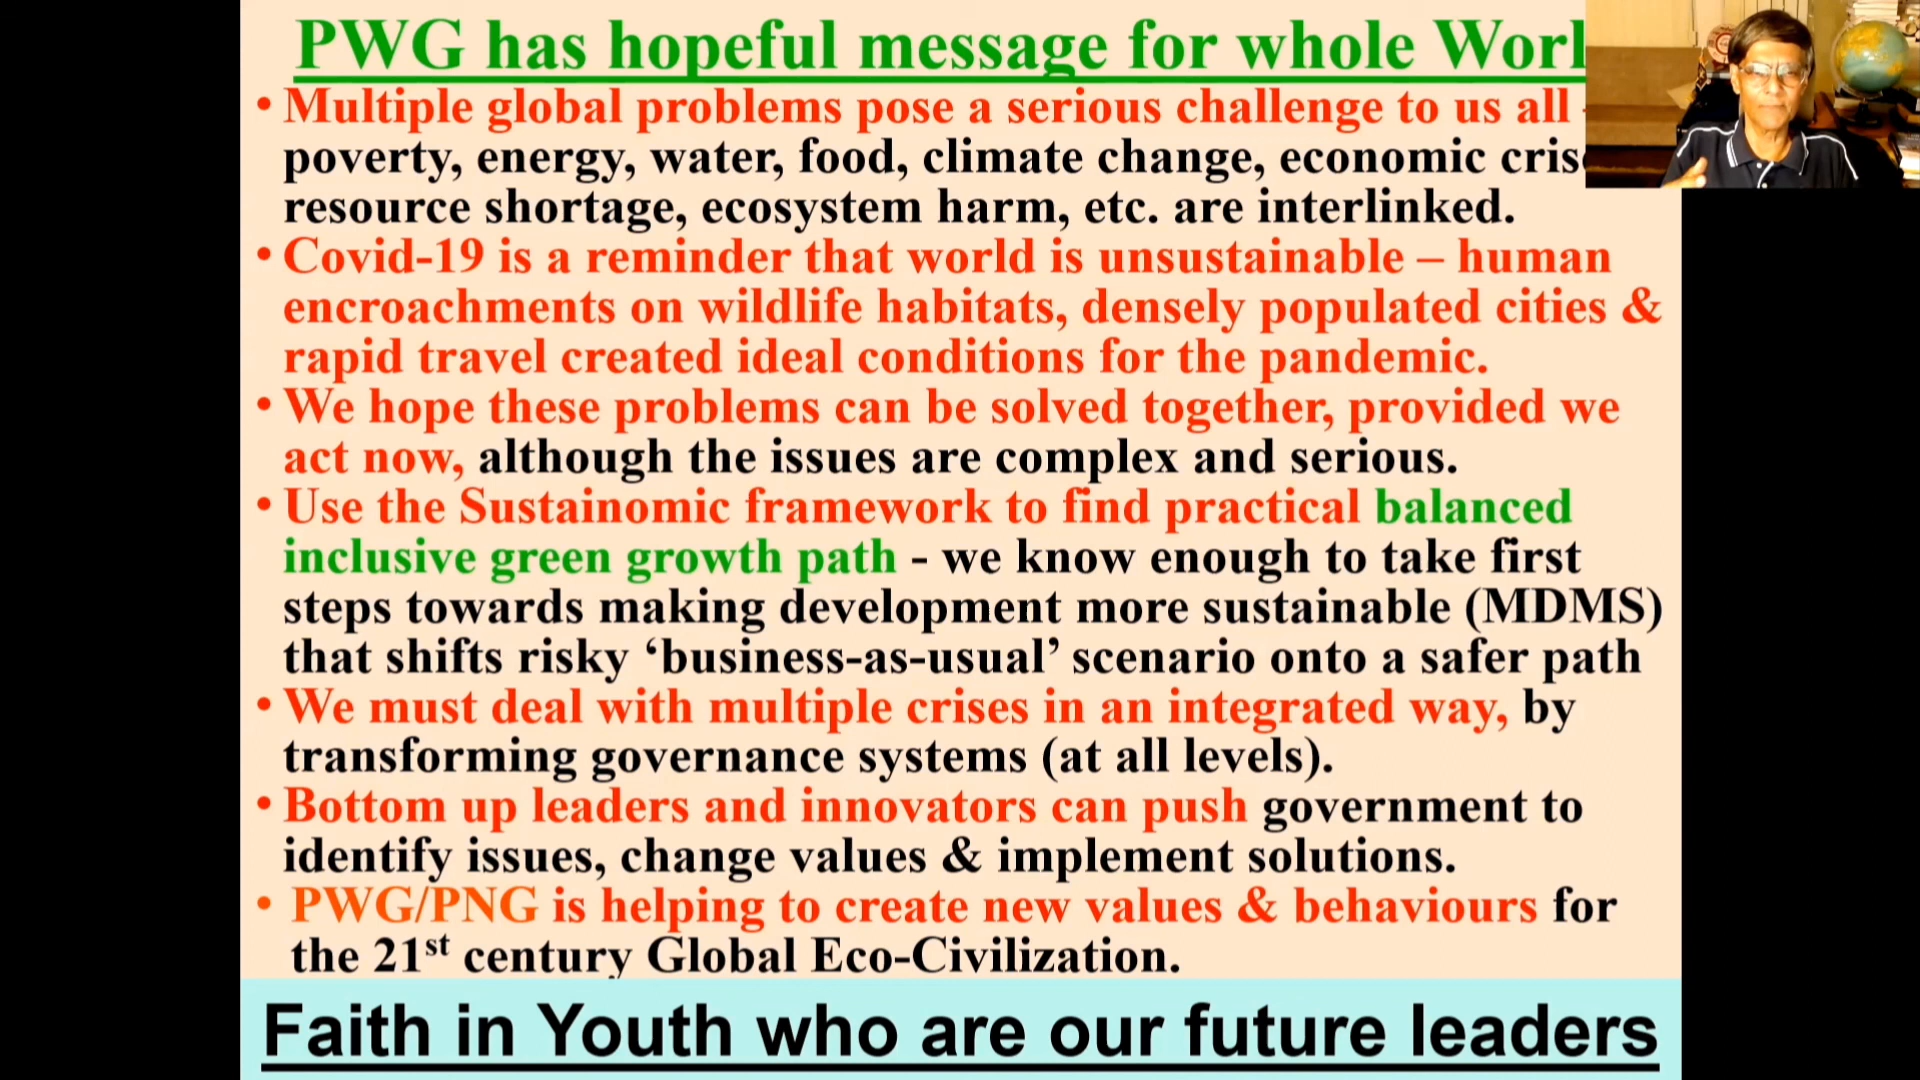 PWG has hopeful message for whole Worl
• Multiple global problems pose a serious challenge to us all
poverty, energy, water, food, climate change, economic
resource shortage, ecosystem harm, etc. are interlinked.
• Covid-19 is a reminder that world is unsustainable – human
encroachments on wildlife habitats, densely populated cities &
rapid travel created ideal conditions for the pandemic.
• We hope these problems can be solved together, provided we
act now, although the issues are complex and serious.
• Use the Sustainomic framework to find practical balanced
inclusive green growth path - we know enough to take first
steps towards making development more sustainable (MDMS)
that shifts risky ‘business-as-usual’ scenario onto a safer path
• We must deal with multiple crises in an integrated way, by
transforming governance systems (at all levels).
• Bottom up leaders and innovators can push government to
identify issues, change values & implement solutions.
• PWG/PNG is helping to create new values & behaviours for
the 21st century Global Eco-Civilization.
Faith in Youth who are our future leaders